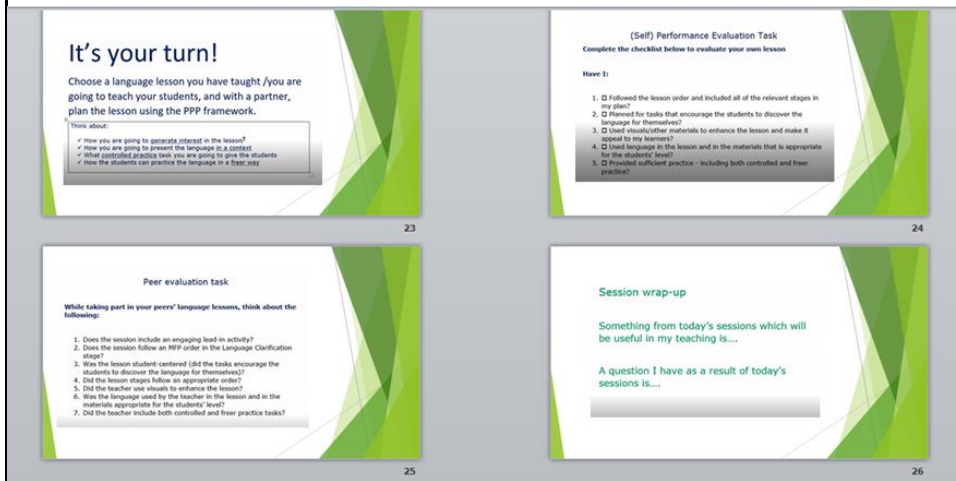 It's your turn!
Choose a language lesson you have taught /you are
going to teach your students, and with a partner,
plan the lesson using the PPP framework.
Think about:
✓ How you are going to generate interest in the lesson?
✓ How you are going to present the language in a context
✓ What controlled practice task you are going to give the students
✓ How the students can practice the language in a freer way
23
(Self) Performance Evaluation Task
Complete the checklist below to evaluate your own lesson
Have I:
1. ☐ Followed the lesson order and included all of the relevant stages in
my plan?
2. ☐ Planned for tasks that encourage the students to discover the
language for themselves?
3. ☐ Used visuals/other materials to enhance the lesson and make it
appeal to my learners?
4. ☐ Used language in the lesson and in the materials that is appropriate
for the students' level?
5. ☐ Provided sufficient practice - including both controlled and freer
practice?
24
Peer evaluation task
While taking part in your peers' language lessons, think about the
following:
1. Does the session include an engaging lead-in activity?
2. Does the session follow an MFP order in the Language Clarification
stage?
3. Was the lesson student-centered (did the tasks encourage the
students to discover the language for themselves)?
4. Did the lesson stages follow an appropriate order?
5. Did the teacher use visuals to enhance the lesson?
6. Was the language used by the teacher in the lesson and in the
materials appropriate for the students' level?
7. Did the teacher include both controlled and freer practice tasks?
25
Session wrap-up
Something from today's sessions which will
be useful in my teaching is....
A question I have as a result of today's
sessions is....
26